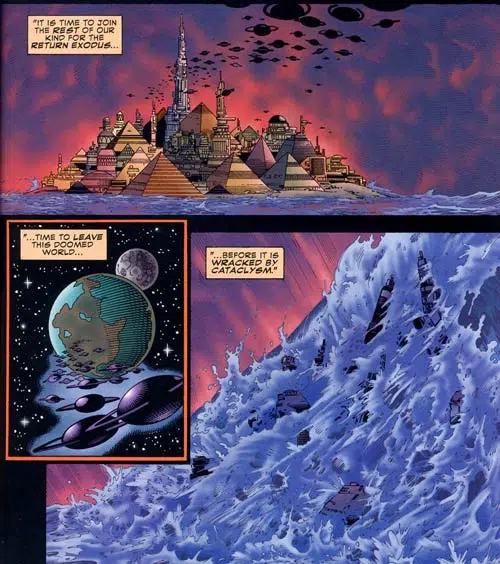 "IT IS TIME TO JOIN
THE REST OF OUR
KIND FOR THE
RETURN EXODUS...
"...TIME TO LEAVE
THIS DOOMED
WORLD...
"...BEFORE IT IS
WRACKED BY
CATACLYSM."